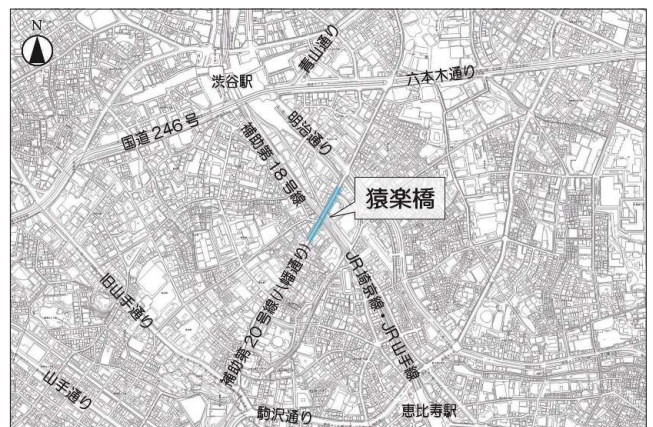 N
青山通り
渋谷駅
六本木通り
国道246号
明治通り
補助第18号線
猿楽橋
補助第20号線(八幡通り)
JR埼京線・JR山手線
旧山手通り
山手通り
駒沢通り
恵比寿駅